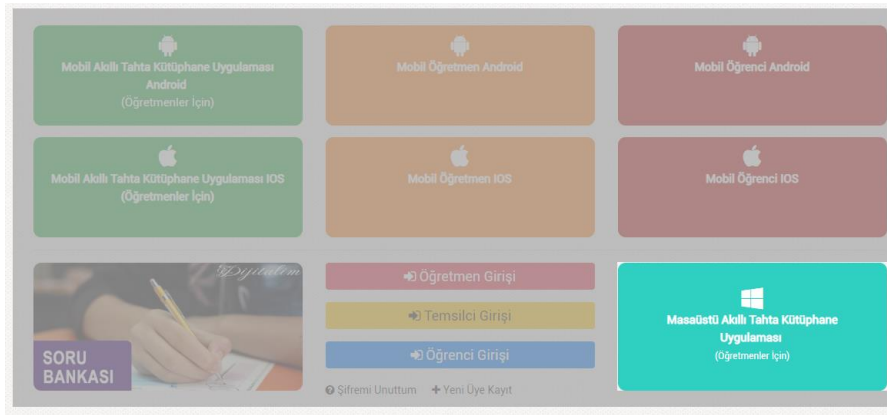 Mobil Akıllı Tahta Kütüphane Uygulaması
Android
(Öğretmenler İçin)
Mobil Öğretmen Android
Mobil Öğrenci Android
Mobil Akıllı Tahta Kütüphane Uygulaması IOS
(Öğretmenler İçin)
Mobil Öğretmen IOS
Mobil Öğrenci IOS
Dijitalem
SORU
BANKASI
Öğretmen Girişi
Temsilci Girişi
Öğrenci Girişi
Şifremi Unuttum
Yeni Üye Kayıt
Masaüstü Akıllı Tahta Kütüphane
Uygulaması
(Öğretmenler İçin)